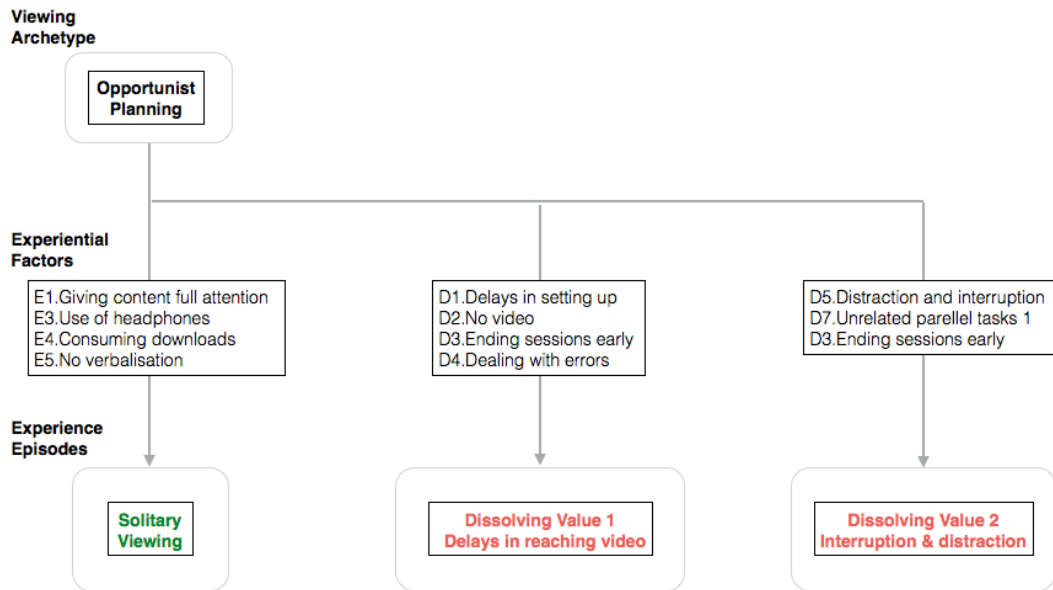 Viewing
Archetype
Opportunist
Planning
Experiential
Factors
E1.Giving content full attention
E3.Use of headphones
E4.Consuming downloads
E5.No verbalisation
D1.Delays in setting up
D2.No video
D3.Ending sessions early
D4.Dealing with errors
D5.Distraction and interruption
D7.Unrelated parellel tasks 1
D3.Ending sessions early
Experience
Episodes
Solitary
Viewing
Dissolving Value 1
Delays in reaching video
Dissolving Value 2
Interruption & distraction